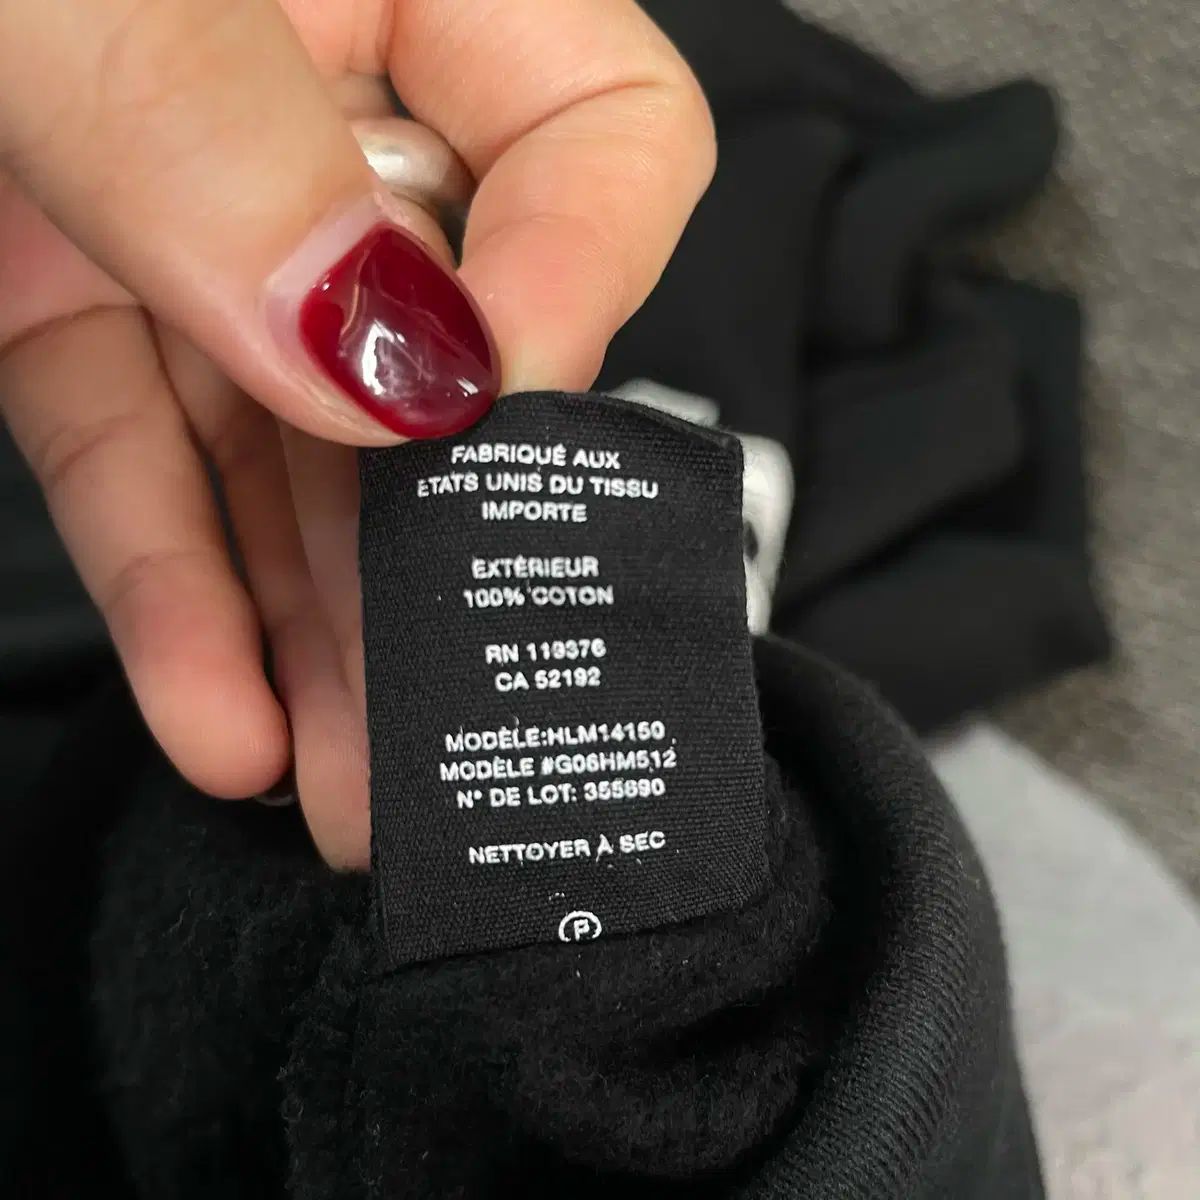 FABRIQUÉ AUX
ETATS UNIS DU TISSU
IMPORTE
EXTÉRIEUR
100% COTON
RN 119376
CA 52192
MODÈLE:HLM14150
MODÈLE #G06HM512
N° DE LOT: 355890
NETTOYER À SEC
P